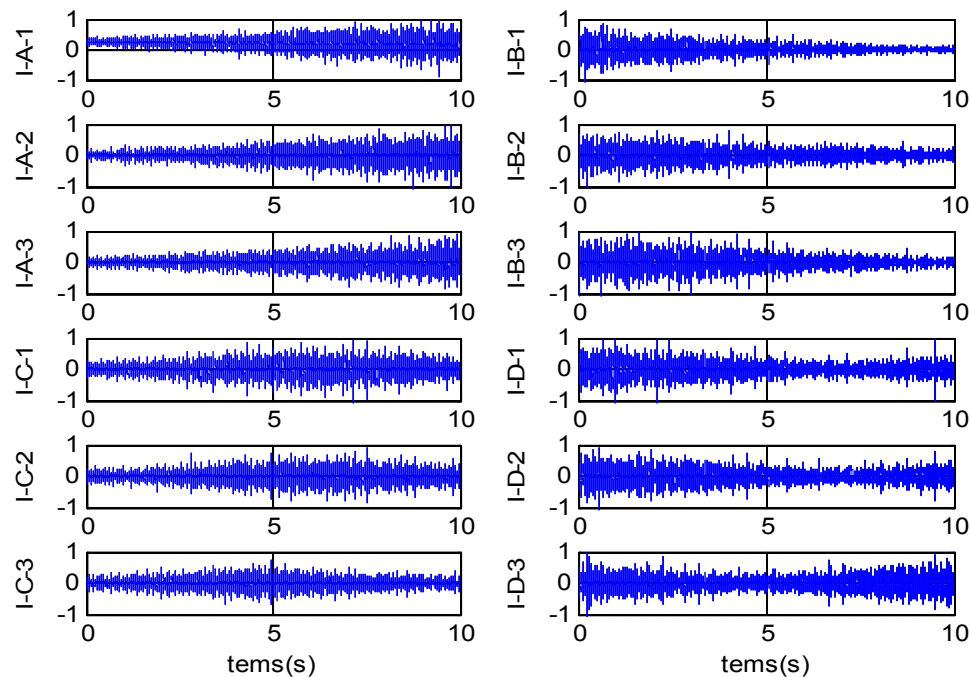 I-A-1 1 0 -1 0 5 10 I-B-1 1 0 -1 0 5 10
I-A-2 1 0 -1 0 5 10 I-B-2 1 0 -1 0 5 10
I-A-3 1 0 -1 0 5 10 I-B-3 1 0 -1 0 5 10
I-C-1 1 0 -1 0 5 10 I-D-1 1 0 -1 0 5 10
I-C-2 1 0 -1 0 5 10 I-D-2 1 0 -1 0 5 10
I-C-3 1 0 -1 0 5 10 I-D-3 1 0 -1 0 5 10
tems(s) tems(s)